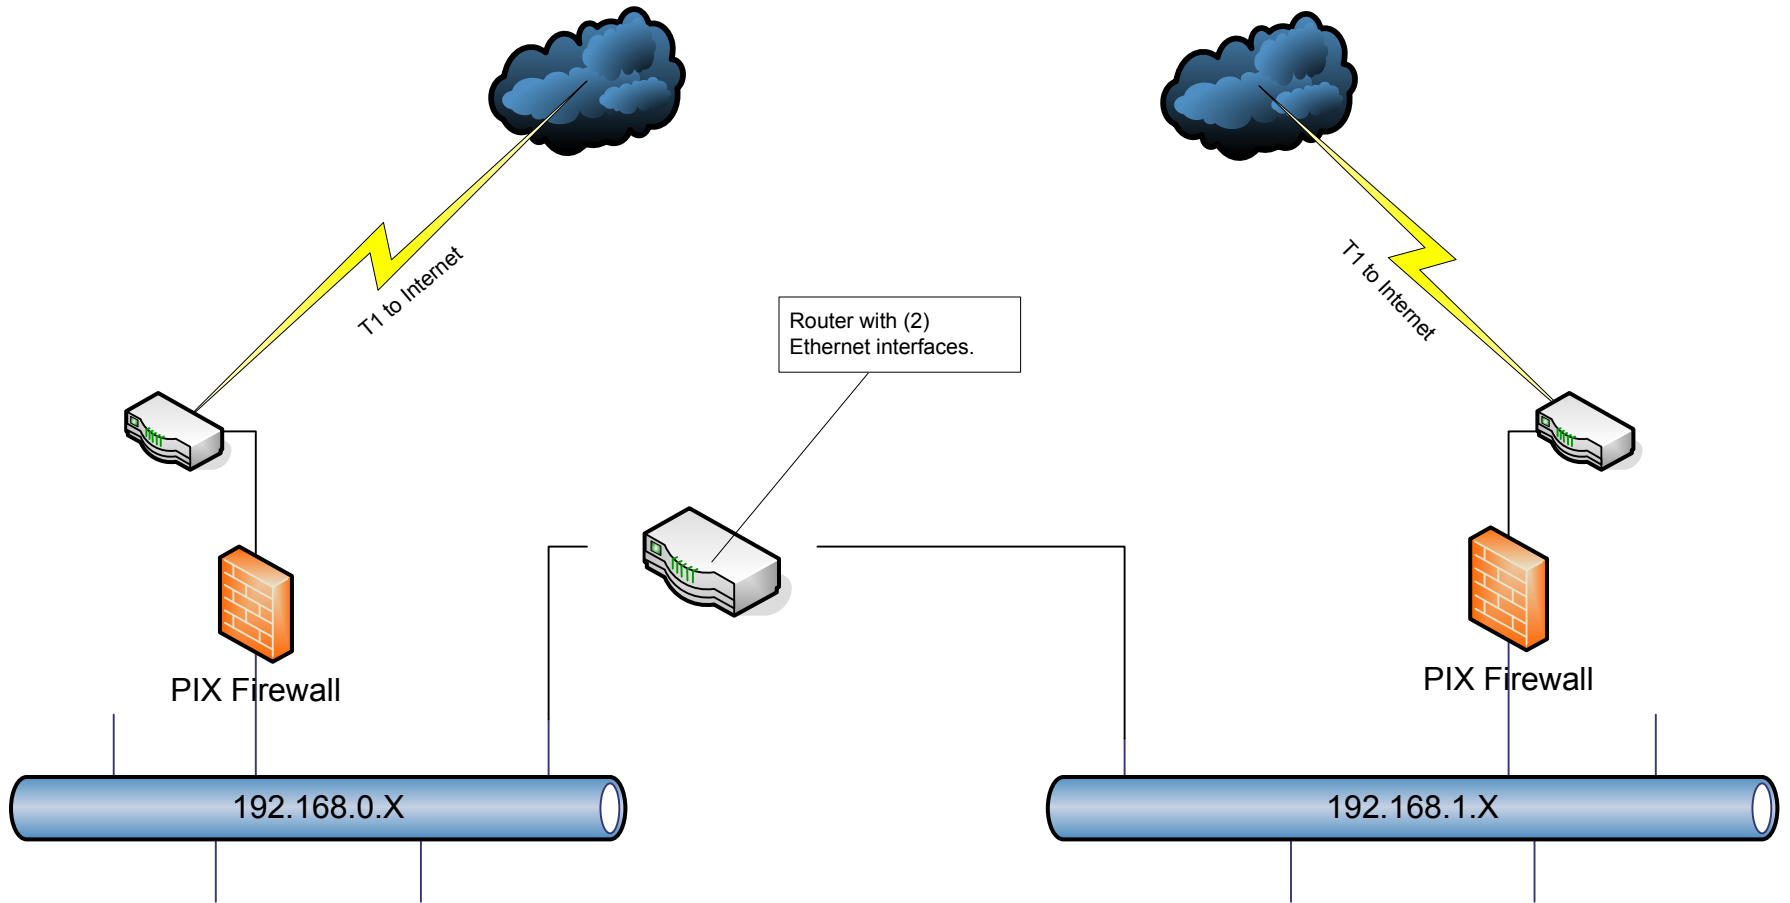 T1 to Internet
T1 to Internet
Router with (2)
Ethernet interfaces.
PIX Firewall
PIX Firewall
192.168.0.X
192.168.1.X